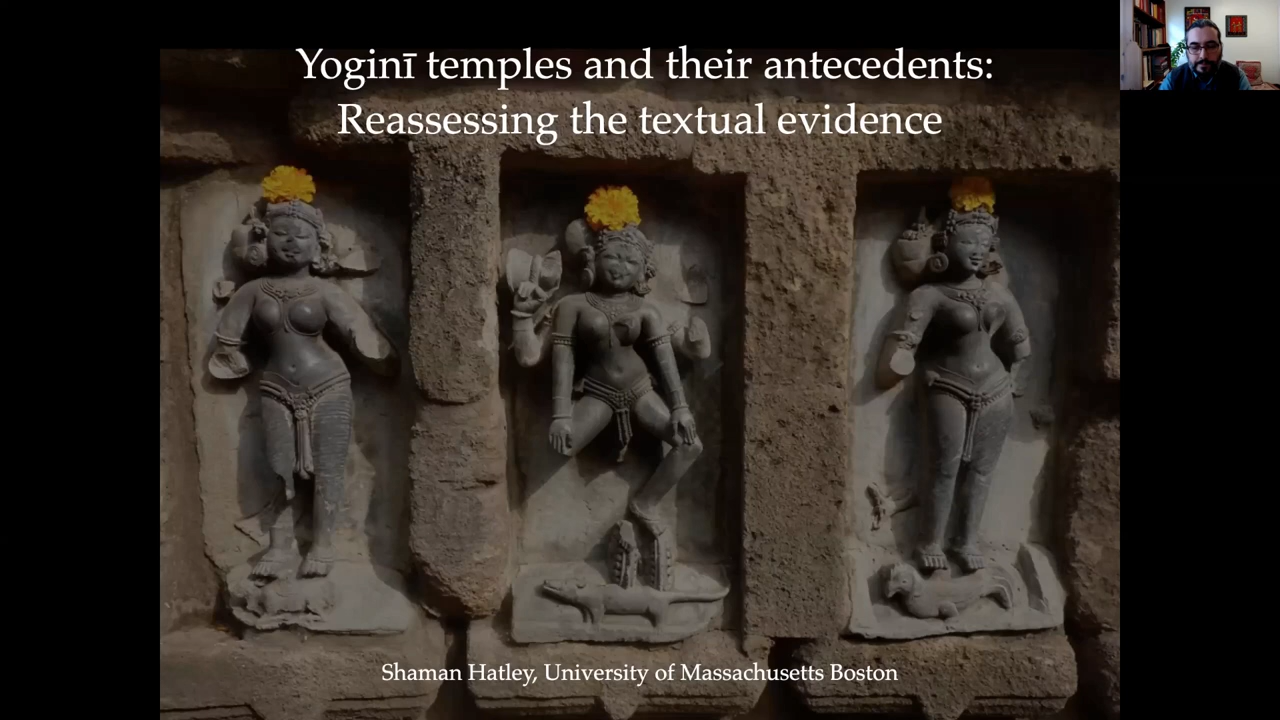 Yoginī temples and their antecedents:
Reassessing the textual evidence
Shaman Hatley, University of Massachusetts Boston